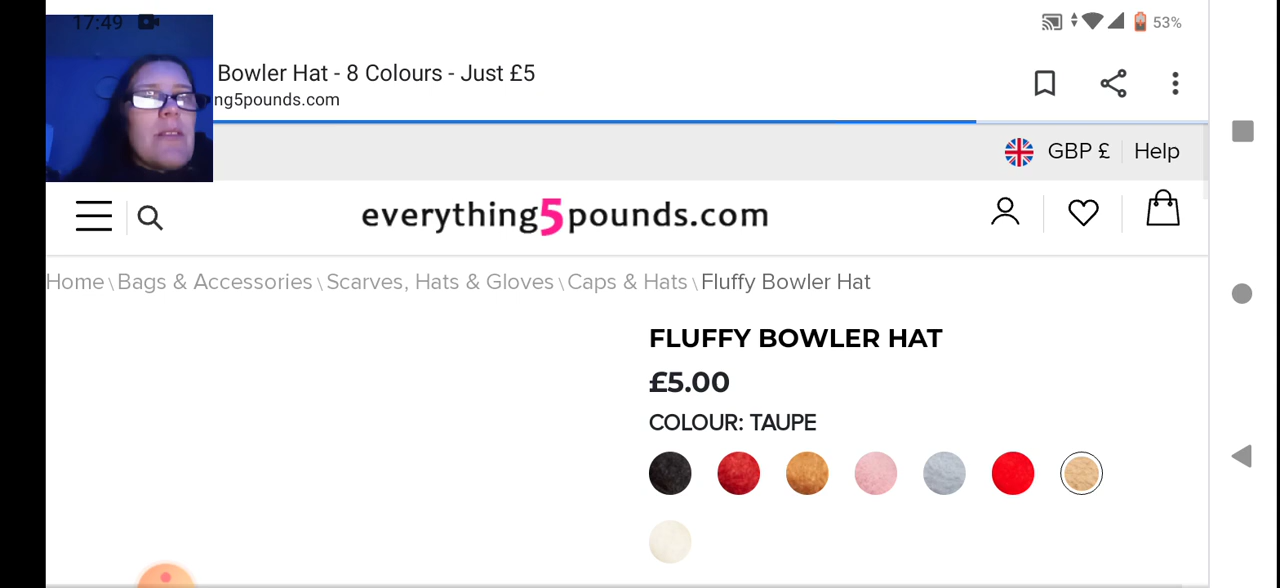 17:49
53%
Bowler Hat - 8 Colours - Just £5
ng5pounds.com
GBP £ Help
everything5pounds.com
Home \ Bags & Accessories \ Scarves, Hats & Gloves \ Caps & Hats \ Fluffy Bowler Hat
FLUFFY BOWLER HAT
£5.00
COLOUR: TAUPE